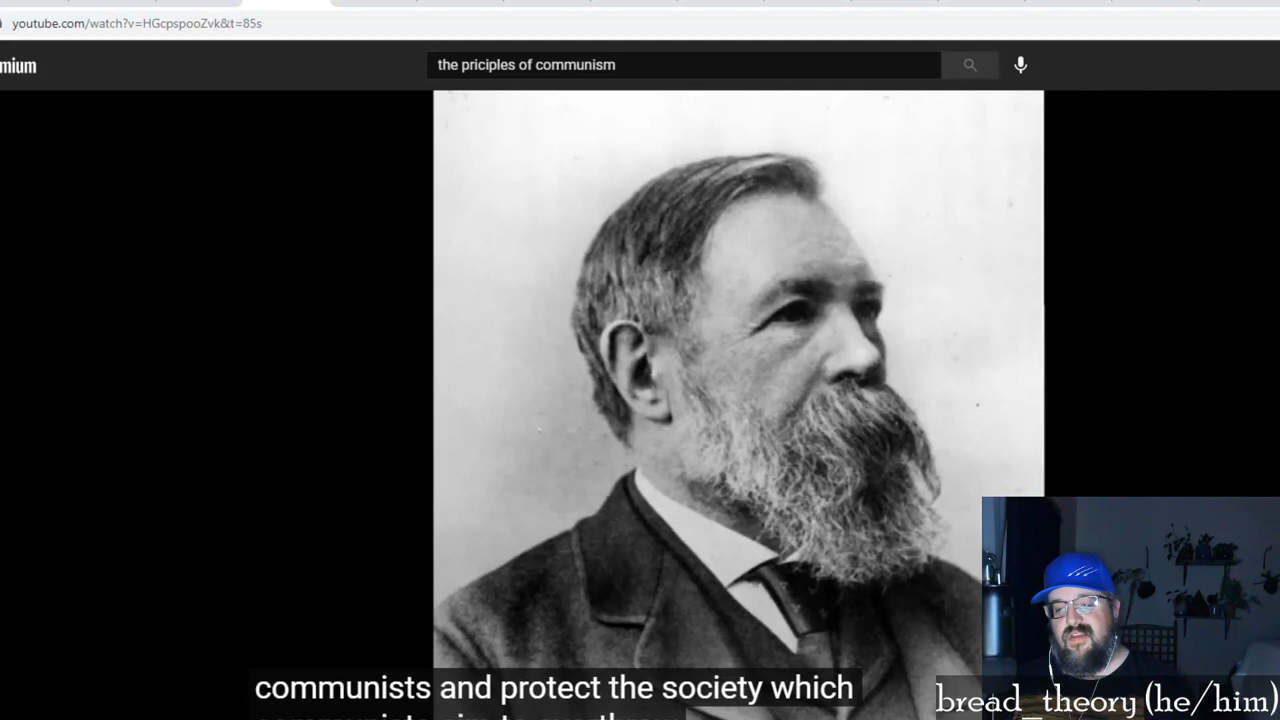 youtube.com/watch?v=HGcpspooZvk&t=85s
mium
the priciples of communism
communists and protect the society which
bread_theory (he/him)